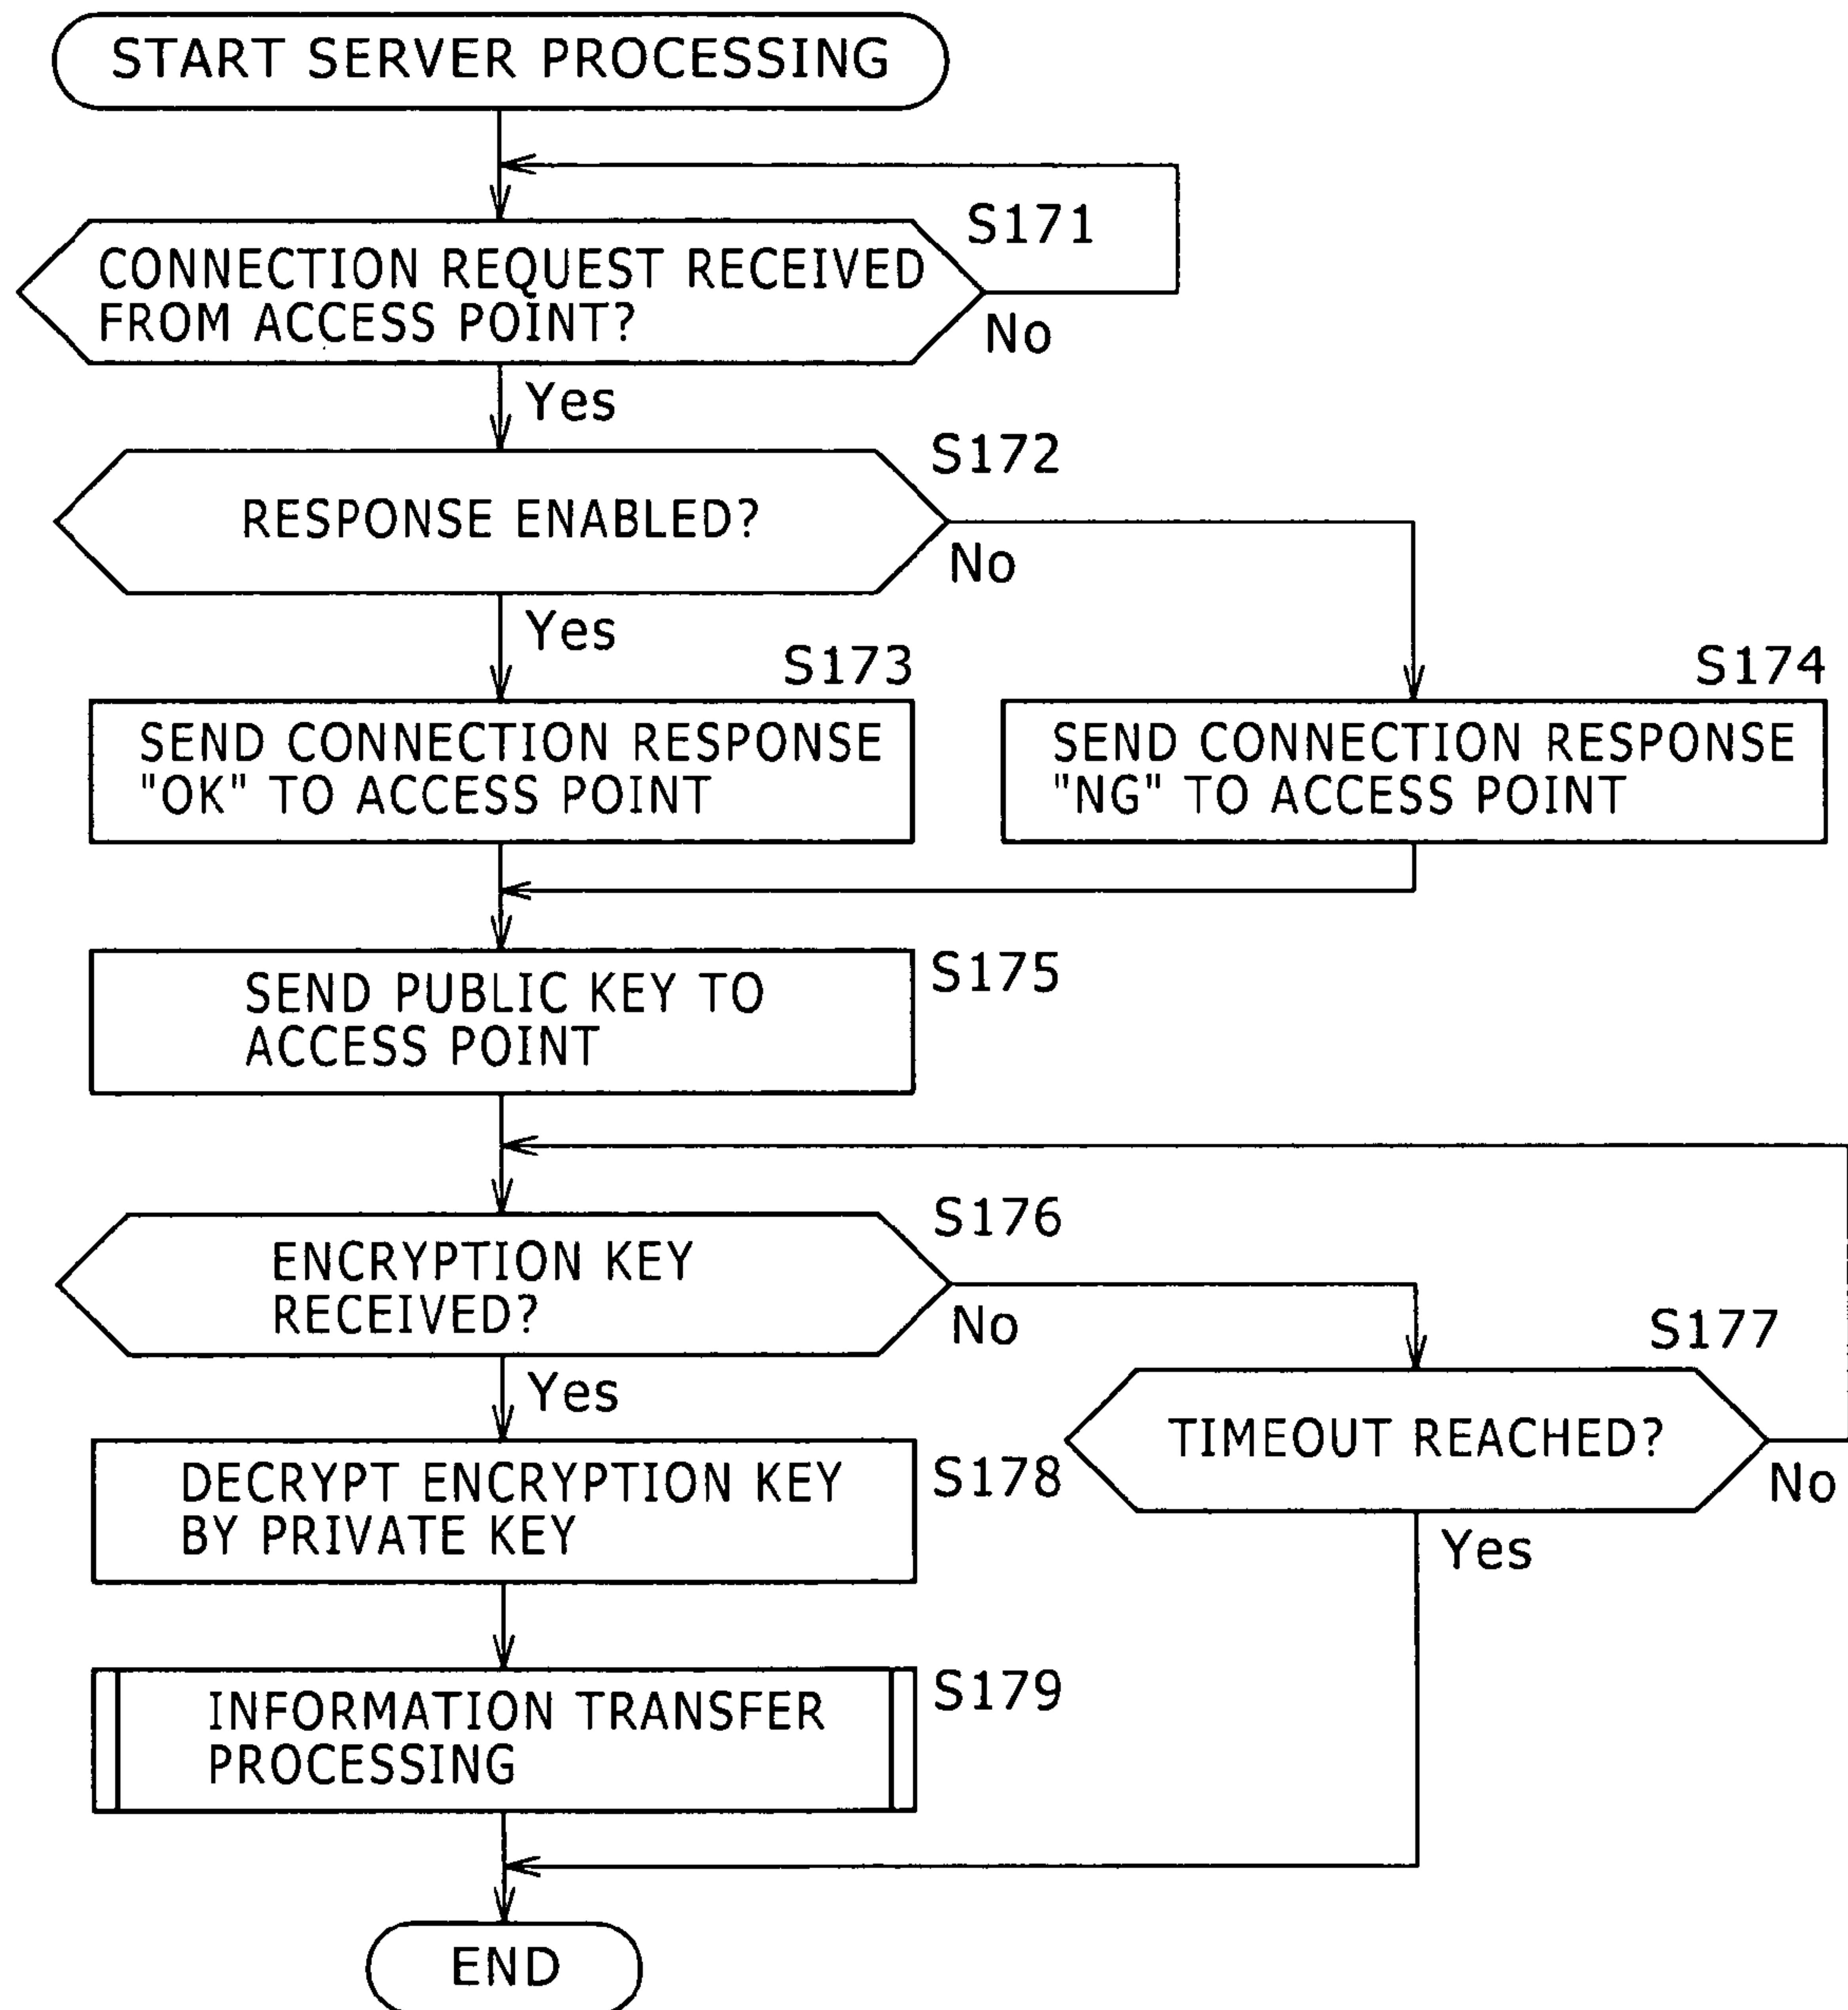 START SERVER PROCESSING
S171
CONNECTION REQUEST RECEIVED
FROM ACCESS POINT?
No
Yes
S172
RESPONSE ENABLED?
No
Yes
S173
S174
SEND CONNECTION RESPONSE
"OK" TO ACCESS POINT
SEND CONNECTION RESPONSE
"NG" TO ACCESS POINT
S175
SEND PUBLIC KEY TO
ACCESS POINT
S176
ENCRYPTION KEY
RECEIVED?
No
Yes
S177
TIMEOUT REACHED?
No
Yes
S178
DECRYPT ENCRYPTION KEY
BY PRIVATE KEY
S179
INFORMATION TRANSFER
PROCESSING
END